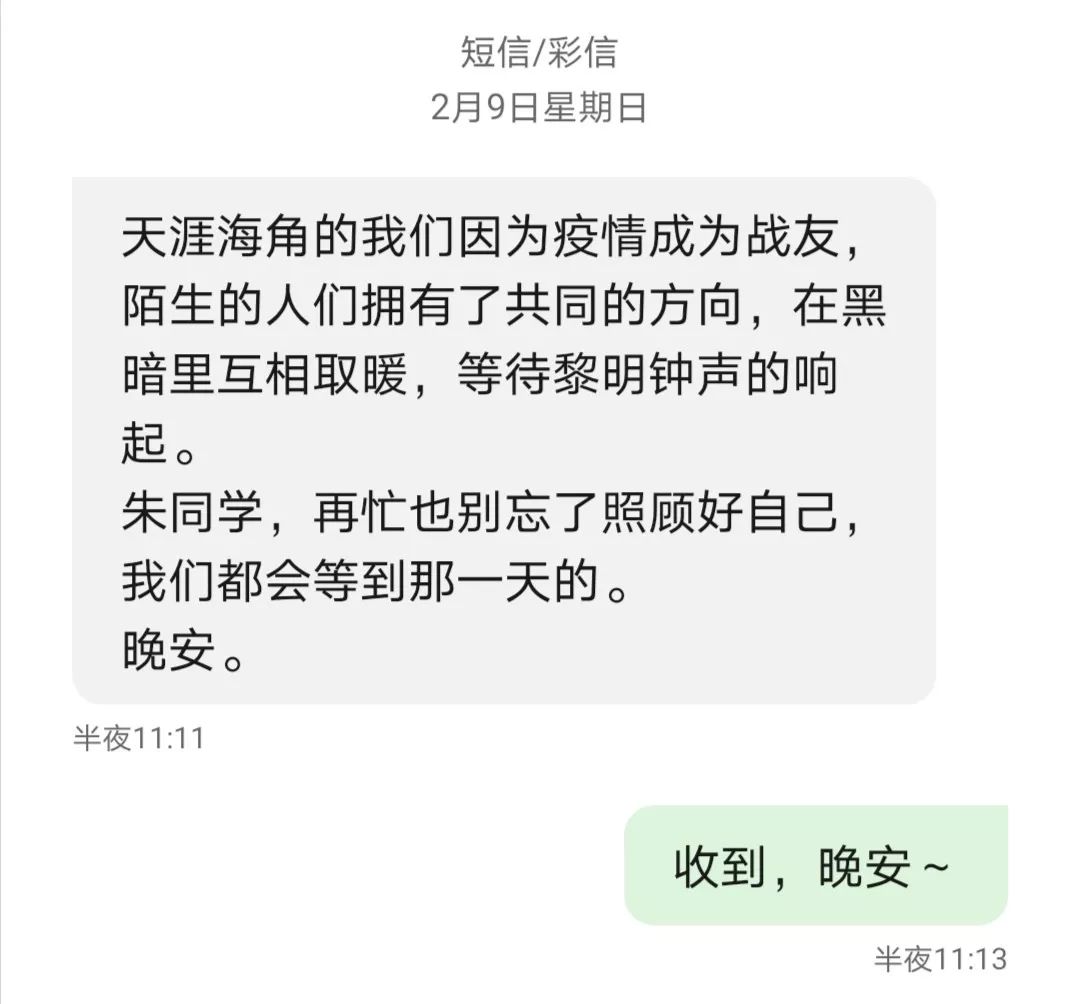 短信/彩信
2月9日星期日
天涯海角的我们因为疫情成为战友，
陌生的人们拥有了共同的方向，在黑
暗里互相取暖，等待黎明钟声的响
起。
朱同学，再忙也别忘了照顾好自己，
我们都会等到那一天的。
晚安。
半夜11:11
收到，晚安～
半夜11:13